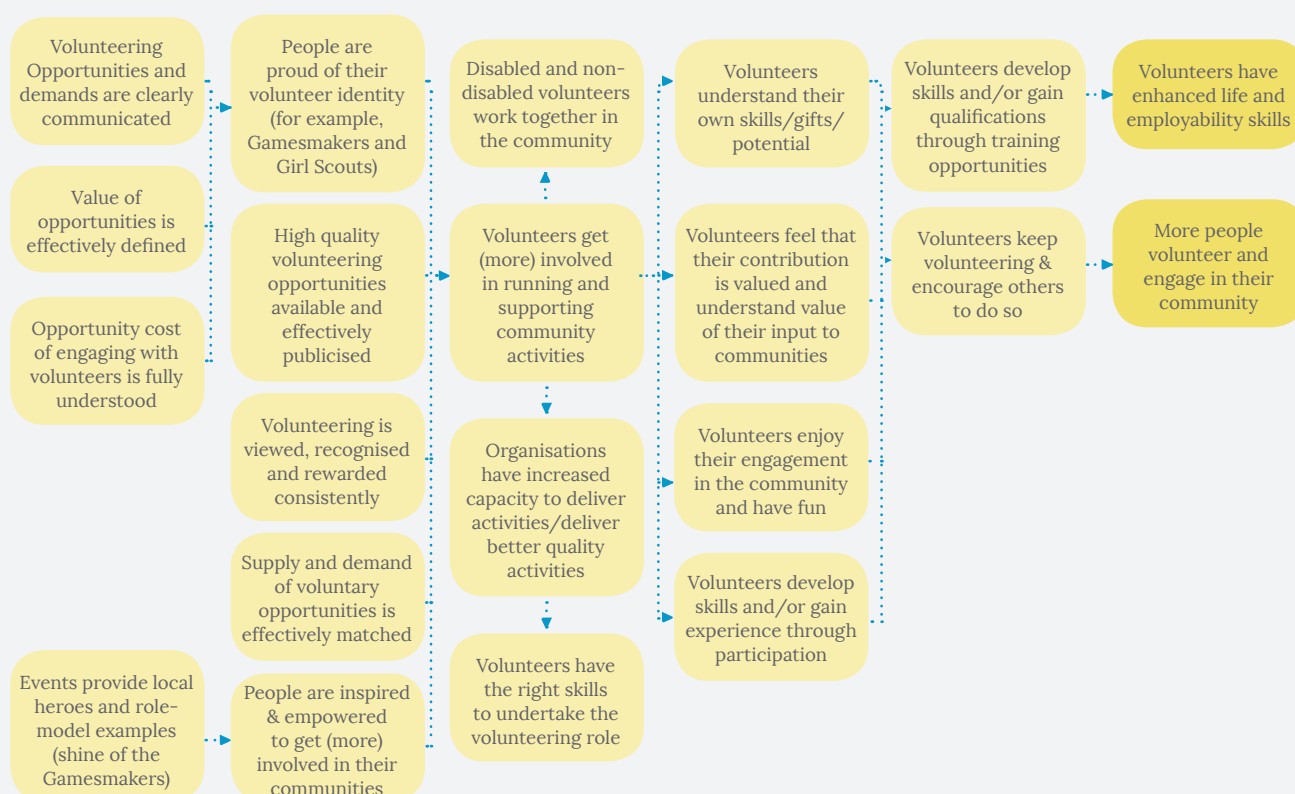 Volunteering
Opportunities and
demands are clearly
communicated
Value of
opportunities is
effectively defined
Opportunity cost
of engaging with
volunteers is fully
understood
Events provide local
heroes and role-
model examples
(shine of the
Gamesmakers)
People are
proud of their
volunteer identity
(for example,
Gamesmakers and
Girl Scouts)
High quality
volunteering
opportunities
available and
effectively
publicised
Volunteering is
viewed, recognised
and rewarded
consistently
Supply and demand
of voluntary
opportunities is
effectively matched
People are inspired
& empowered
to get (more)
involved in their
communities
Disabled and non-
disabled volunteers
work together in
the community
Volunteers get
(more) involved
in running and
supporting
community
activities
Organisations
have increased
capacity to deliver
activities/deliver
better quality
activities
Volunteers have
the right skills
to undertake the
volunteering role
Volunteers
understand their
own skills/gifts/
potential
Volunteers feel that
their contribution
is valued and
understand value
of their input to
communities
Volunteers enjoy
their engagement
in the community
and have fun
Volunteers develop
skills and/or gain
experience through
participation
Volunteers develop
skills and/or gain
qualifications
through training
opportunities
Volunteers keep
volunteering &
encourage others
to do so
Volunteers have
enhanced life and
employability skills
More people
volunteer and
engage in their
community